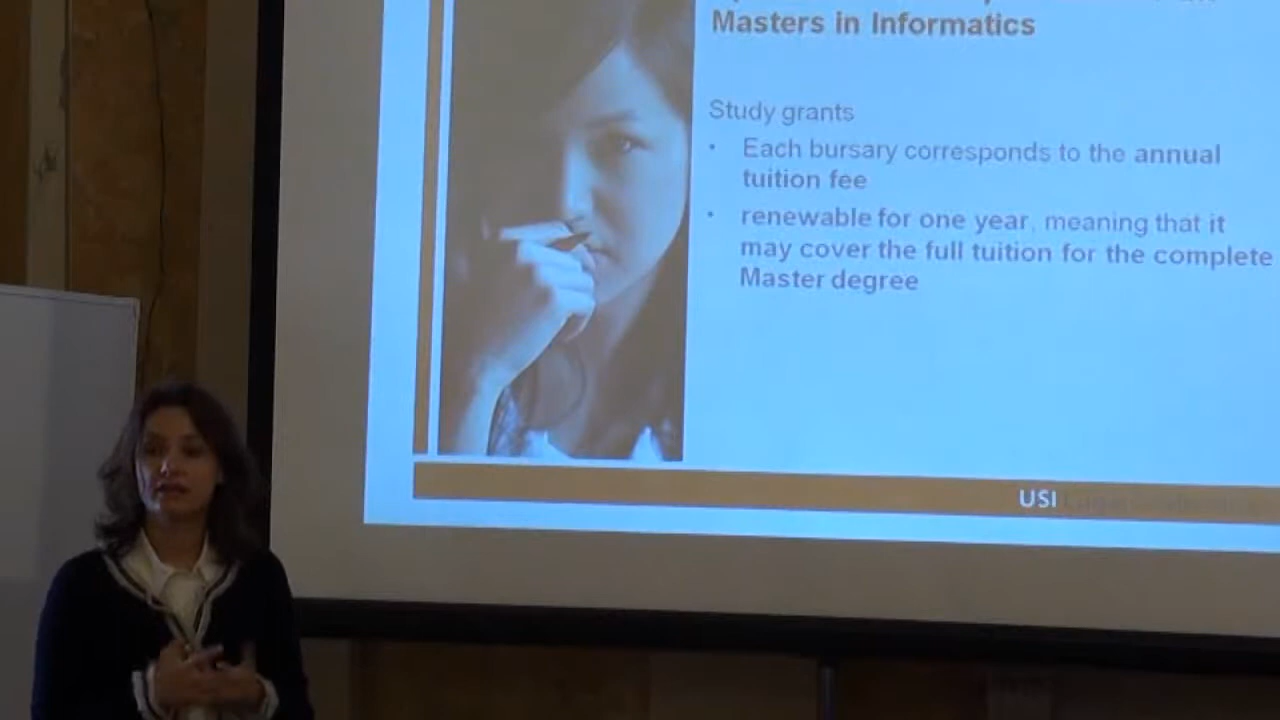 Masters in Informatics
Study grants
• Each bursary corresponds to the annual
tuition fee
• renewable for one year, meaning that it
may cover the full tuition for the complete
Master degree
USI